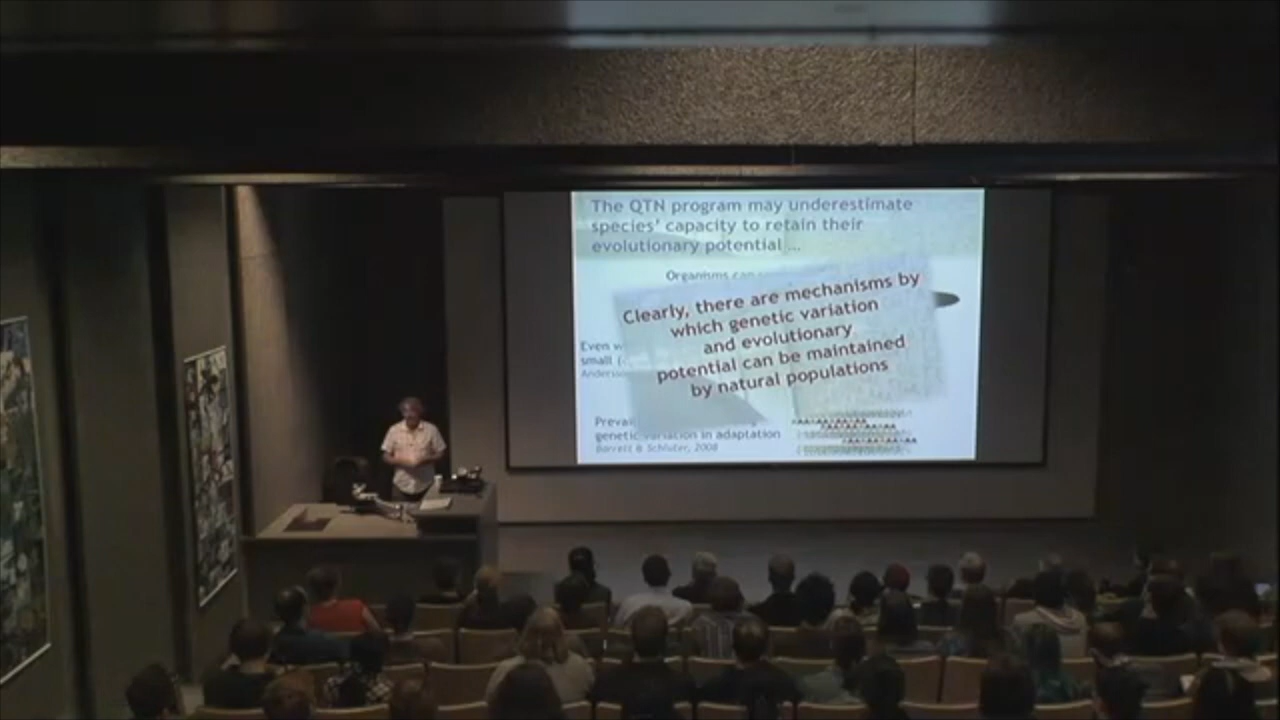 The QTN program may underestimate
species' capacity to retain their
evolutionary potential ...
Organisms can
Clearly, there are mechanisms by
which genetic variation
and evolutionary
potential can be maintained
by natural populations
Even
small
genetic variation in adaptation
Barrett & Schluter, 2008